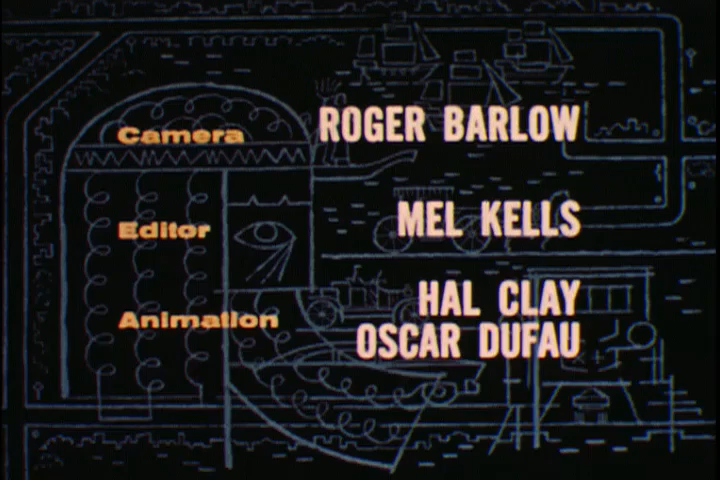 Camera ROGER BARLOW
Editor MEL KELLS
Animation HAL CLAY
OSCAR DUFAU